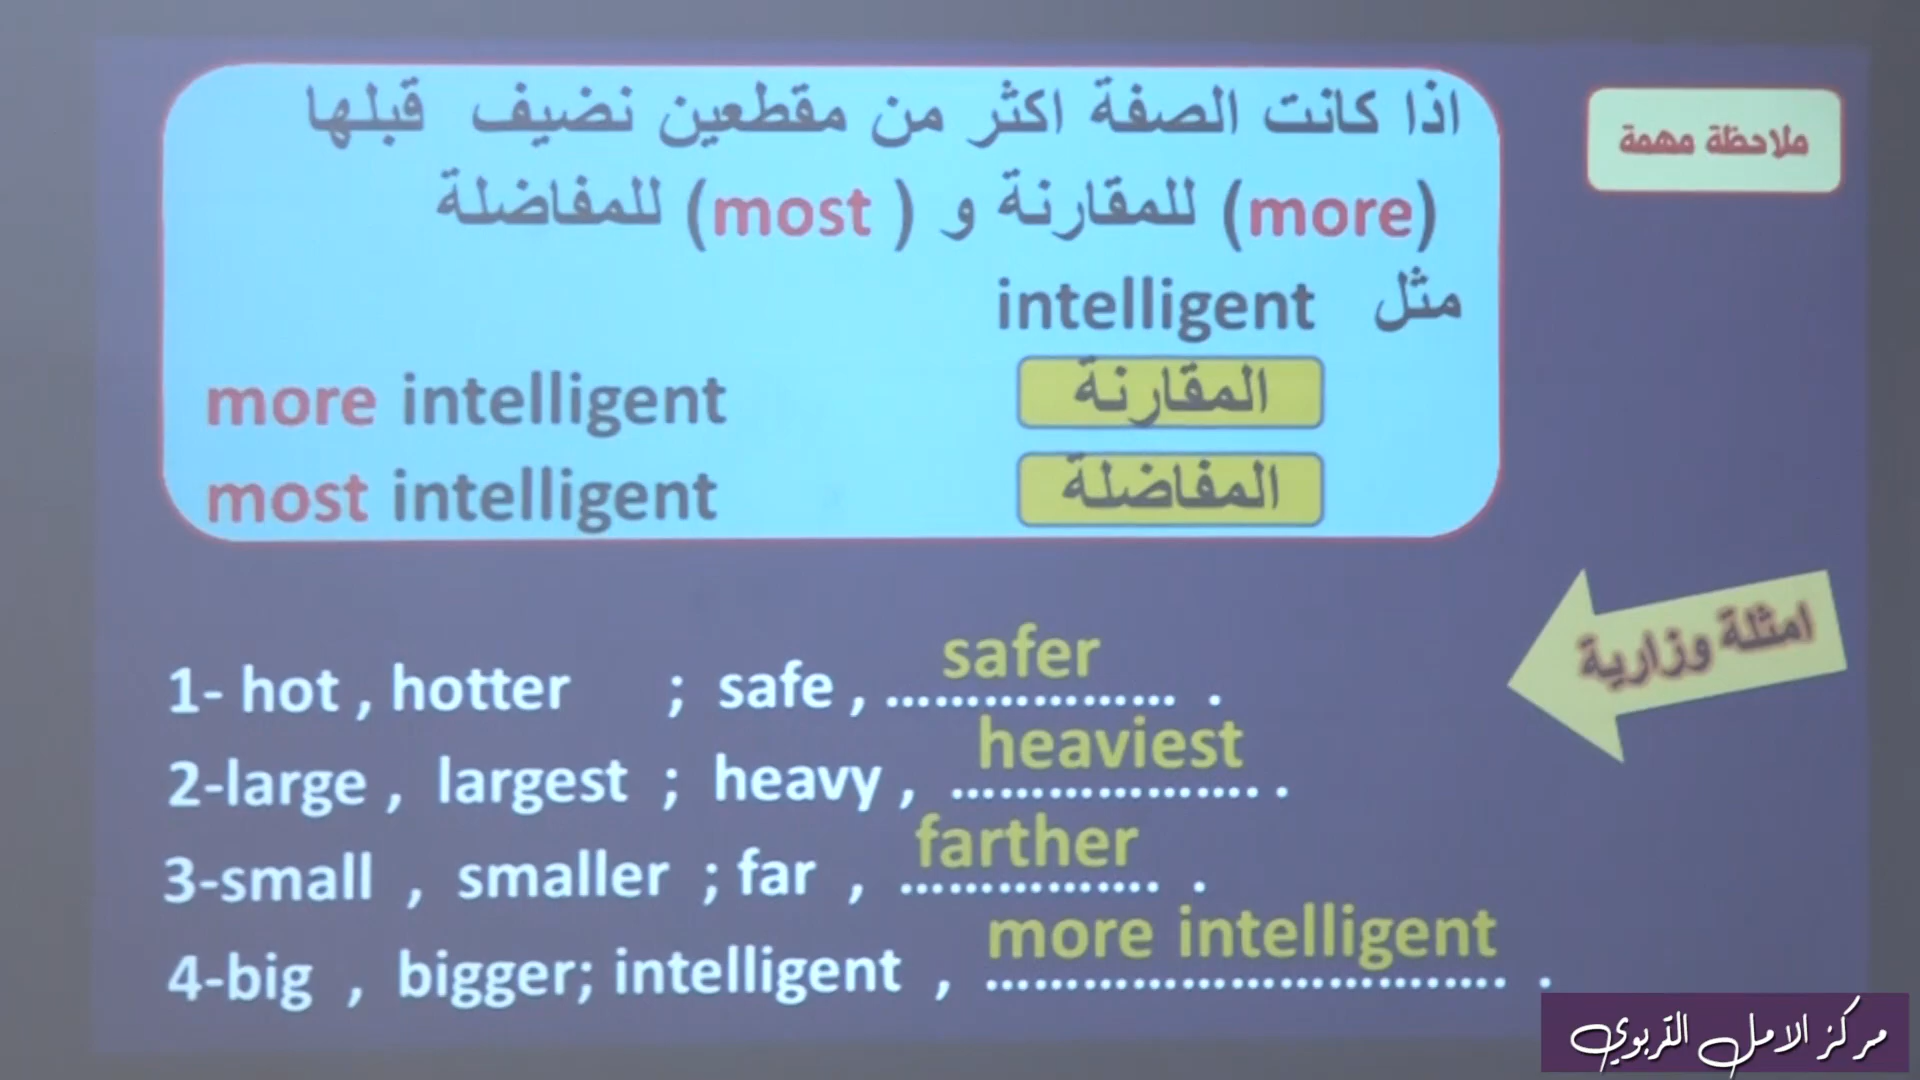 ملاحظة مهمة
اذا كانت الصفة اكثر من مقطعين نضيف قبلها
(more) للمقارنة و ( most) للمفاضلة
مثل intelligent
المقارنة more intelligent
المفاضلة most intelligent
امثلة وزارية
1- hot , hotter ; safe , .................. .
safer
2-large , largest ; heavy , ................... .
heaviest
3-small , smaller ; far , ................ .
farther
4-big , bigger; intelligent , ................................. .
more intelligent
مركز الامل التربوي